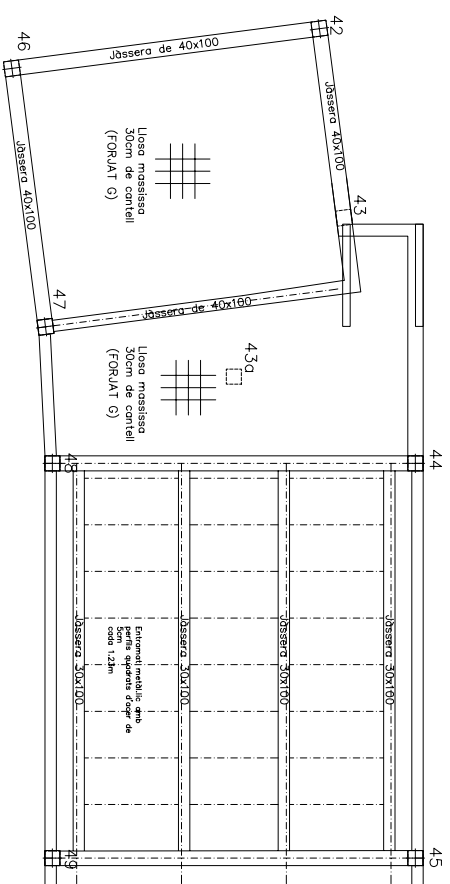 46
42
Jàssera de 40x100
Jàssera 40x100
Jàssera 40x100
Llosa massissa
30cm de cantell
(FORJAT G)
43
47
Jàssera de 40x100
43a
Llosa massissa
30cm de cantell
(FORJAT G)
44
48
Jàssera 30x100
Jàssera 30x100
Jàssera 30x100
Jàssera 30x100
Entramat metàl.lic amb
perfils quadrats d'acer de
5cm
cada 1.23m
45
49